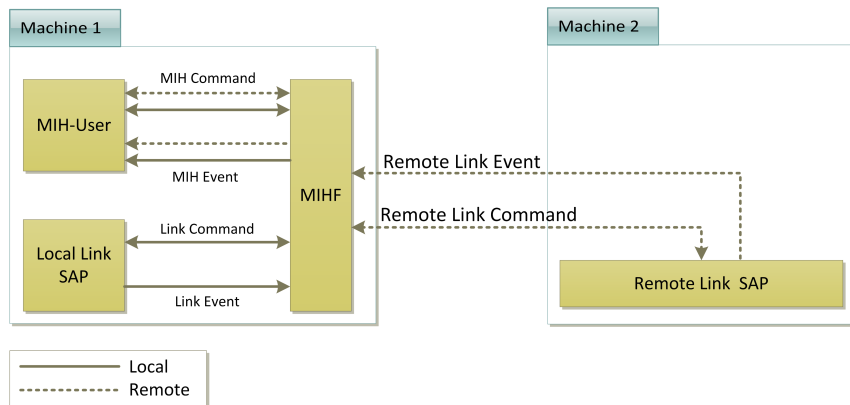 Machine 1
Machine 2
MIH Command
MIH-User
MIH Event
MIHF
Remote Link Event
Remote Link Command
Link Command
Local Link
SAP
Link Event
Remote Link SAP
Local
Remote